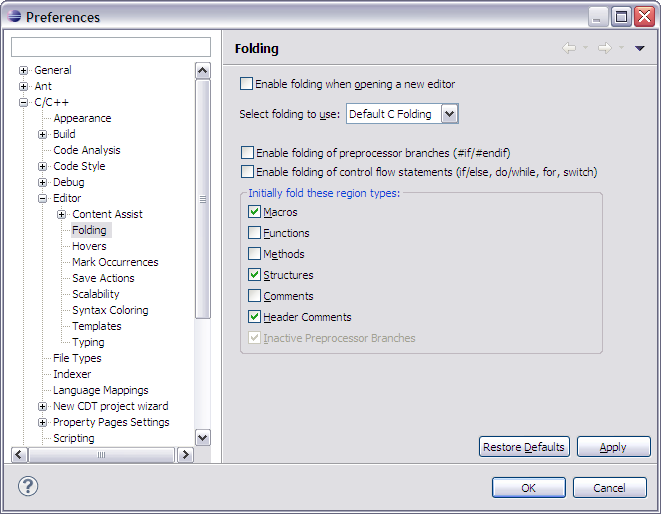 Preferences
General
Ant
C/C++
Appearance
Build
Code Analysis
Code Style
Debug
Editor
Content Assist
Folding
Hovers
Mark Occurrences
Save Actions
Scalability
Syntax Coloring
Templates
Typing
File Types
Indexer
Language Mappings
New CDT project wizard
Property Pages Settings
Scripting
Folding
Enable folding when opening a new editor
Select folding to use: Default C Folding
Enable folding of preprocessor branches (#if/#endif)
Enable folding of control flow statements (if/else, do/while, for, switch)
Initially fold these region types:
Macros
Functions
Methods
Structures
Comments
Header Comments
Inactive Preprocessor Branches
Restore Defaults Apply
? OK Cancel